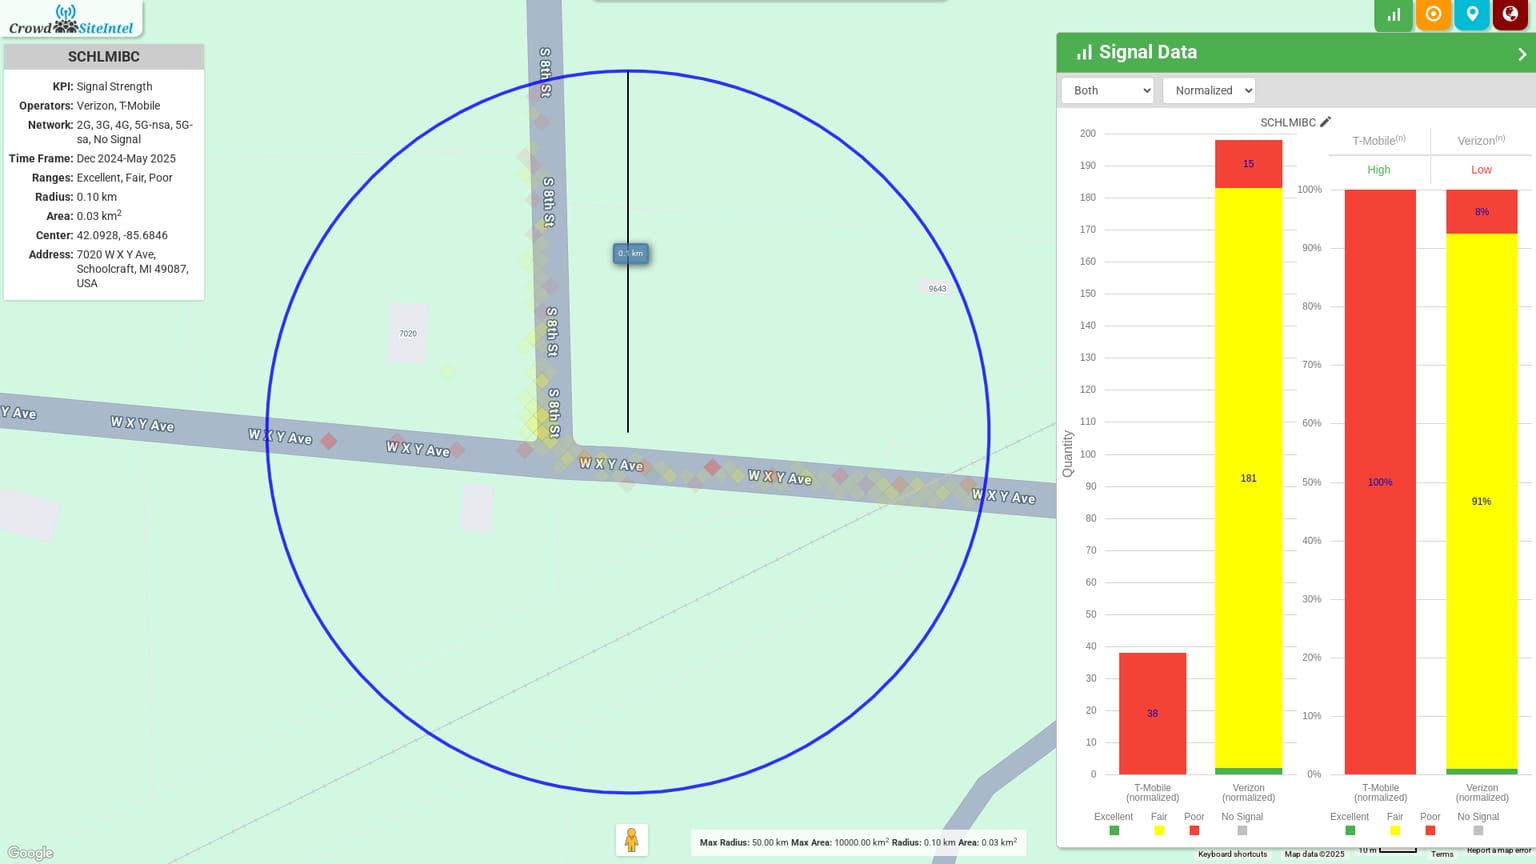 Crowd SiteIntel
SCHLMIBC
KPI: Signal Strength
Operators: Verizon, T-Mobile
Network: 2G, 3G, 4G, 5G-nsa, 5G-
sa, No Signal
Time Frame: Dec 2024-May 2025
Ranges: Excellent, Fair, Poor
Radius: 0.10 km
Area: 0.03 km²
Center: 42.0928, -85.6846
Address: 7020 W X Y Ave,
Schoolcraft, MI 49087,
USA
S 8th St
S 8th St
S 8th St
S 8th St
0.1 km
9643
7020
Y Ave
W X Y Ave
W X Y Ave
W X Y Ave
W X Y Ave
W X Y Ave
W X Y Ave
Google
Max Radius: 50.00 km Max Area: 10000.00 km² Radius: 0.10 km Area: 0.03 km²
Signal Data
Both
Normalized
SCHLMIBC
Quantity
200
190
180
170
160
150
140
130
120
110
100
90
80
70
60
50
40
30
20
10
0
38
15
181
T-Mobile
(normalized)
Verizon
(normalized)
Excellent Fair Poor No Signal
T-Mobile(n) Verizon(n)
High Low
100%
90%
80%
70%
60%
50%
40%
30%
20%
10%
0%
100%
8%
91%
T-Mobile
(normalized)
Verizon
(normalized)
Excellent Fair Poor No Signal
Keyboard shortcuts Map data ©2025 10 m Terms Report a map error